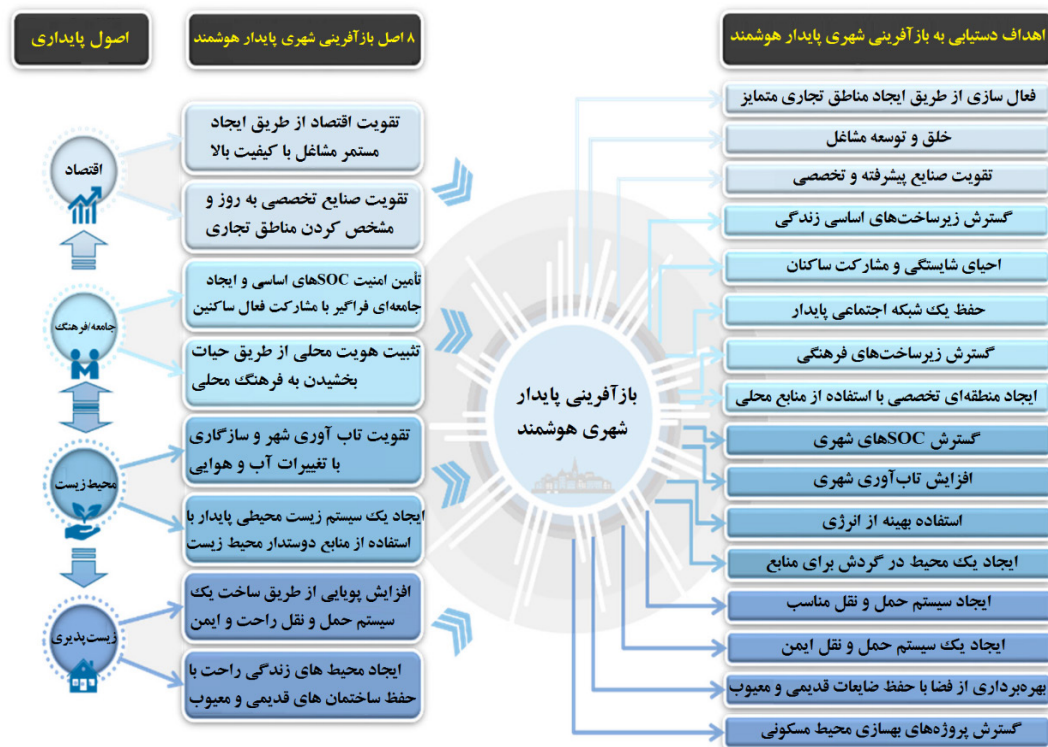 اصول پایداری
۸ اصل بازآفرینی شهری پایدار هوشمند
اهداف دستیابی به بازآفرینی شهری پایدار هوشمند
اقتصاد
جامعه/فرهنگ
محیط زیست
زیست‌پذیری
تقویت اقتصاد از طریق ایجاد
مستمر مشاغل با کیفیت بالا
تقویت صنایع تخصصی به روز و
مشخص کردن مناطق تجاری
تأمین امنیت SOCهای اساسی و ایجاد
جامعه‌ای فراگیر با مشارکت فعال ساکنین
تثبیت هویت محلی از طریق حیات
بخشیدن به فرهنگ محلی
تقویت تاب آوری شهر و سازگاری
با تغییرات آب و هوایی
ایجاد یک سیستم زیست محیطی پایدار با
استفاده از منابع دوستدار محیط زیست
افزایش پویایی از طریق ساخت یک
سیستم حمل و نقل راحت و ایمن
ایجاد محیط های زندگی راحت با
حفظ ساختمان های قدیمی و معیوب
بازآفرینی پایدار
شهری هوشمند
فعال سازی از طریق ایجاد مناطق تجاری متمایز
خلق و توسعه مشاغل
تقویت صنایع پیشرفته و تخصصی
گسترش زیرساخت‌های اساسی زندگی
احیای شایستگی و مشارکت ساکنان
حفظ یک شبکه اجتماعی پایدار
گسترش زیرساخت‌های فرهنگی
ایجاد منطقه‌ای تخصصی با استفاده از منابع محلی
گسترش SOCهای شهری
افزایش تاب‌آوری شهری
استفاده بهینه از انرژی
ایجاد یک محیط در گردش برای منابع
ایجاد سیستم حمل و نقل مناسب
ایجاد یک سیستم حمل و نقل ایمن
بهره‌برداری از فضا با حفظ ضایعات قدیمی و معیوب
گسترش پروژه‌های بهسازی محیط مسکونی